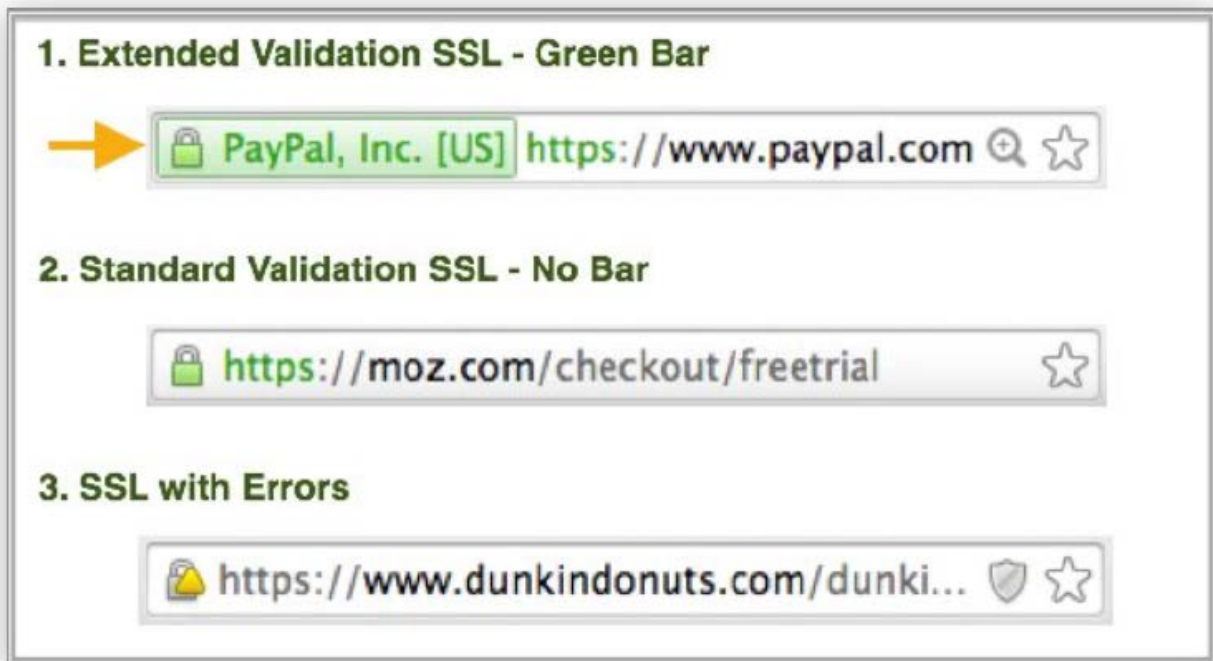 1. Extended Validation SSL - Green Bar
PayPal, Inc. [US] https://www.paypal.com
2. Standard Validation SSL - No Bar
https://moz.com/checkout/freetrial
3. SSL with Errors
https://www.dunkindonuts.com/dunki...